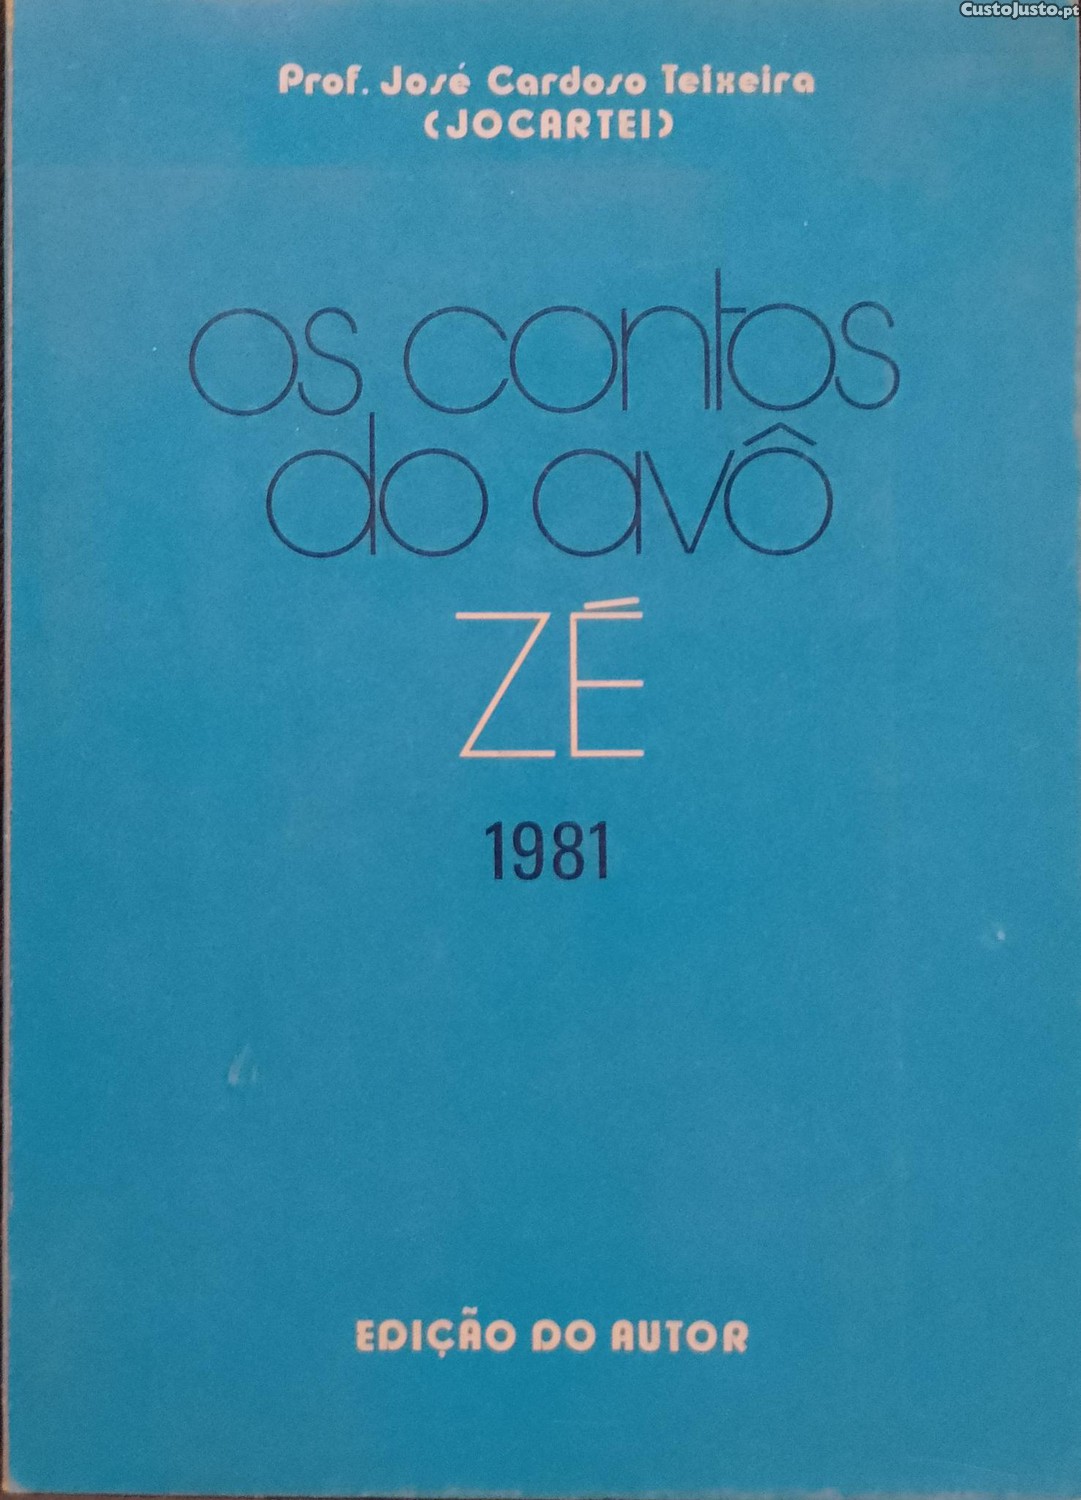 CustoJusto.pt
Prof. José Cardoso Teixeira
(JOCARTEI)
os contos
do avô
ZÉ
1981
EDIÇÃO DO AUTOR